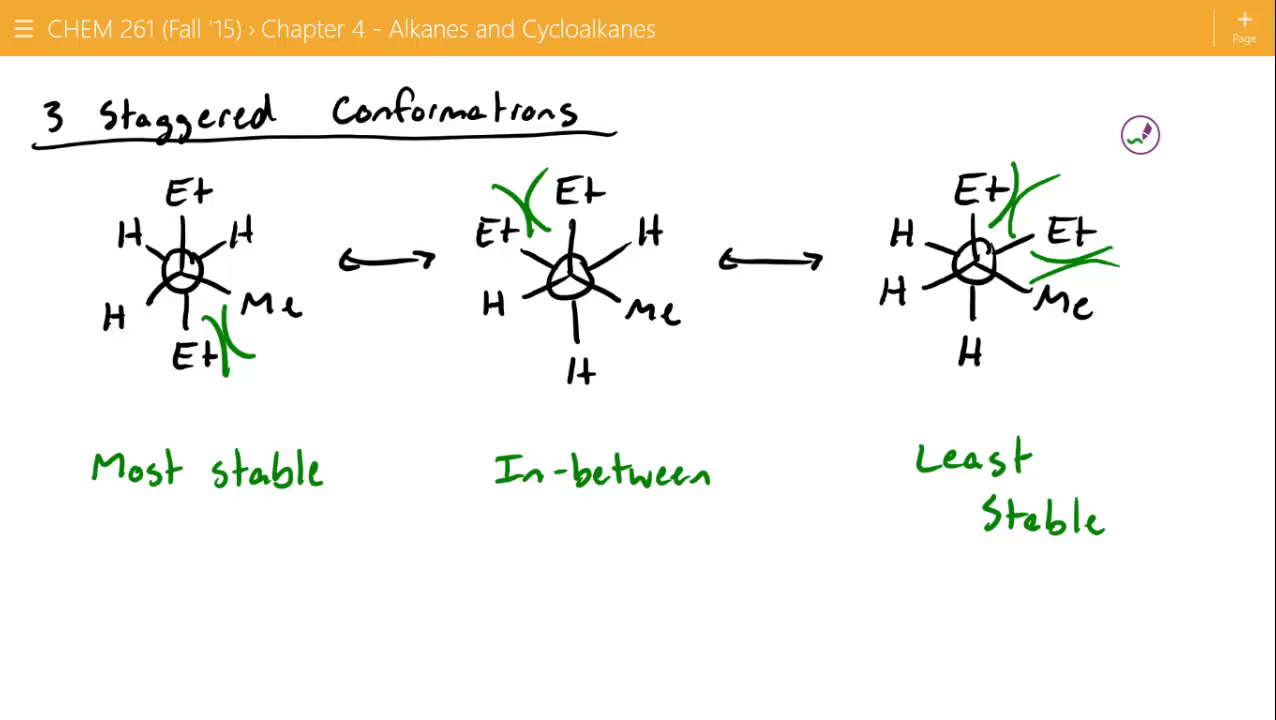 CHEM 261 (Fall '15) › Chapter 4 - Alkanes and Cycloalkanes
+
Page
3 Staggered Conformations
Et Et Et
H H Et H H Et
H Me H Me H Me
Et H H
Most stable In-between Least
Stable